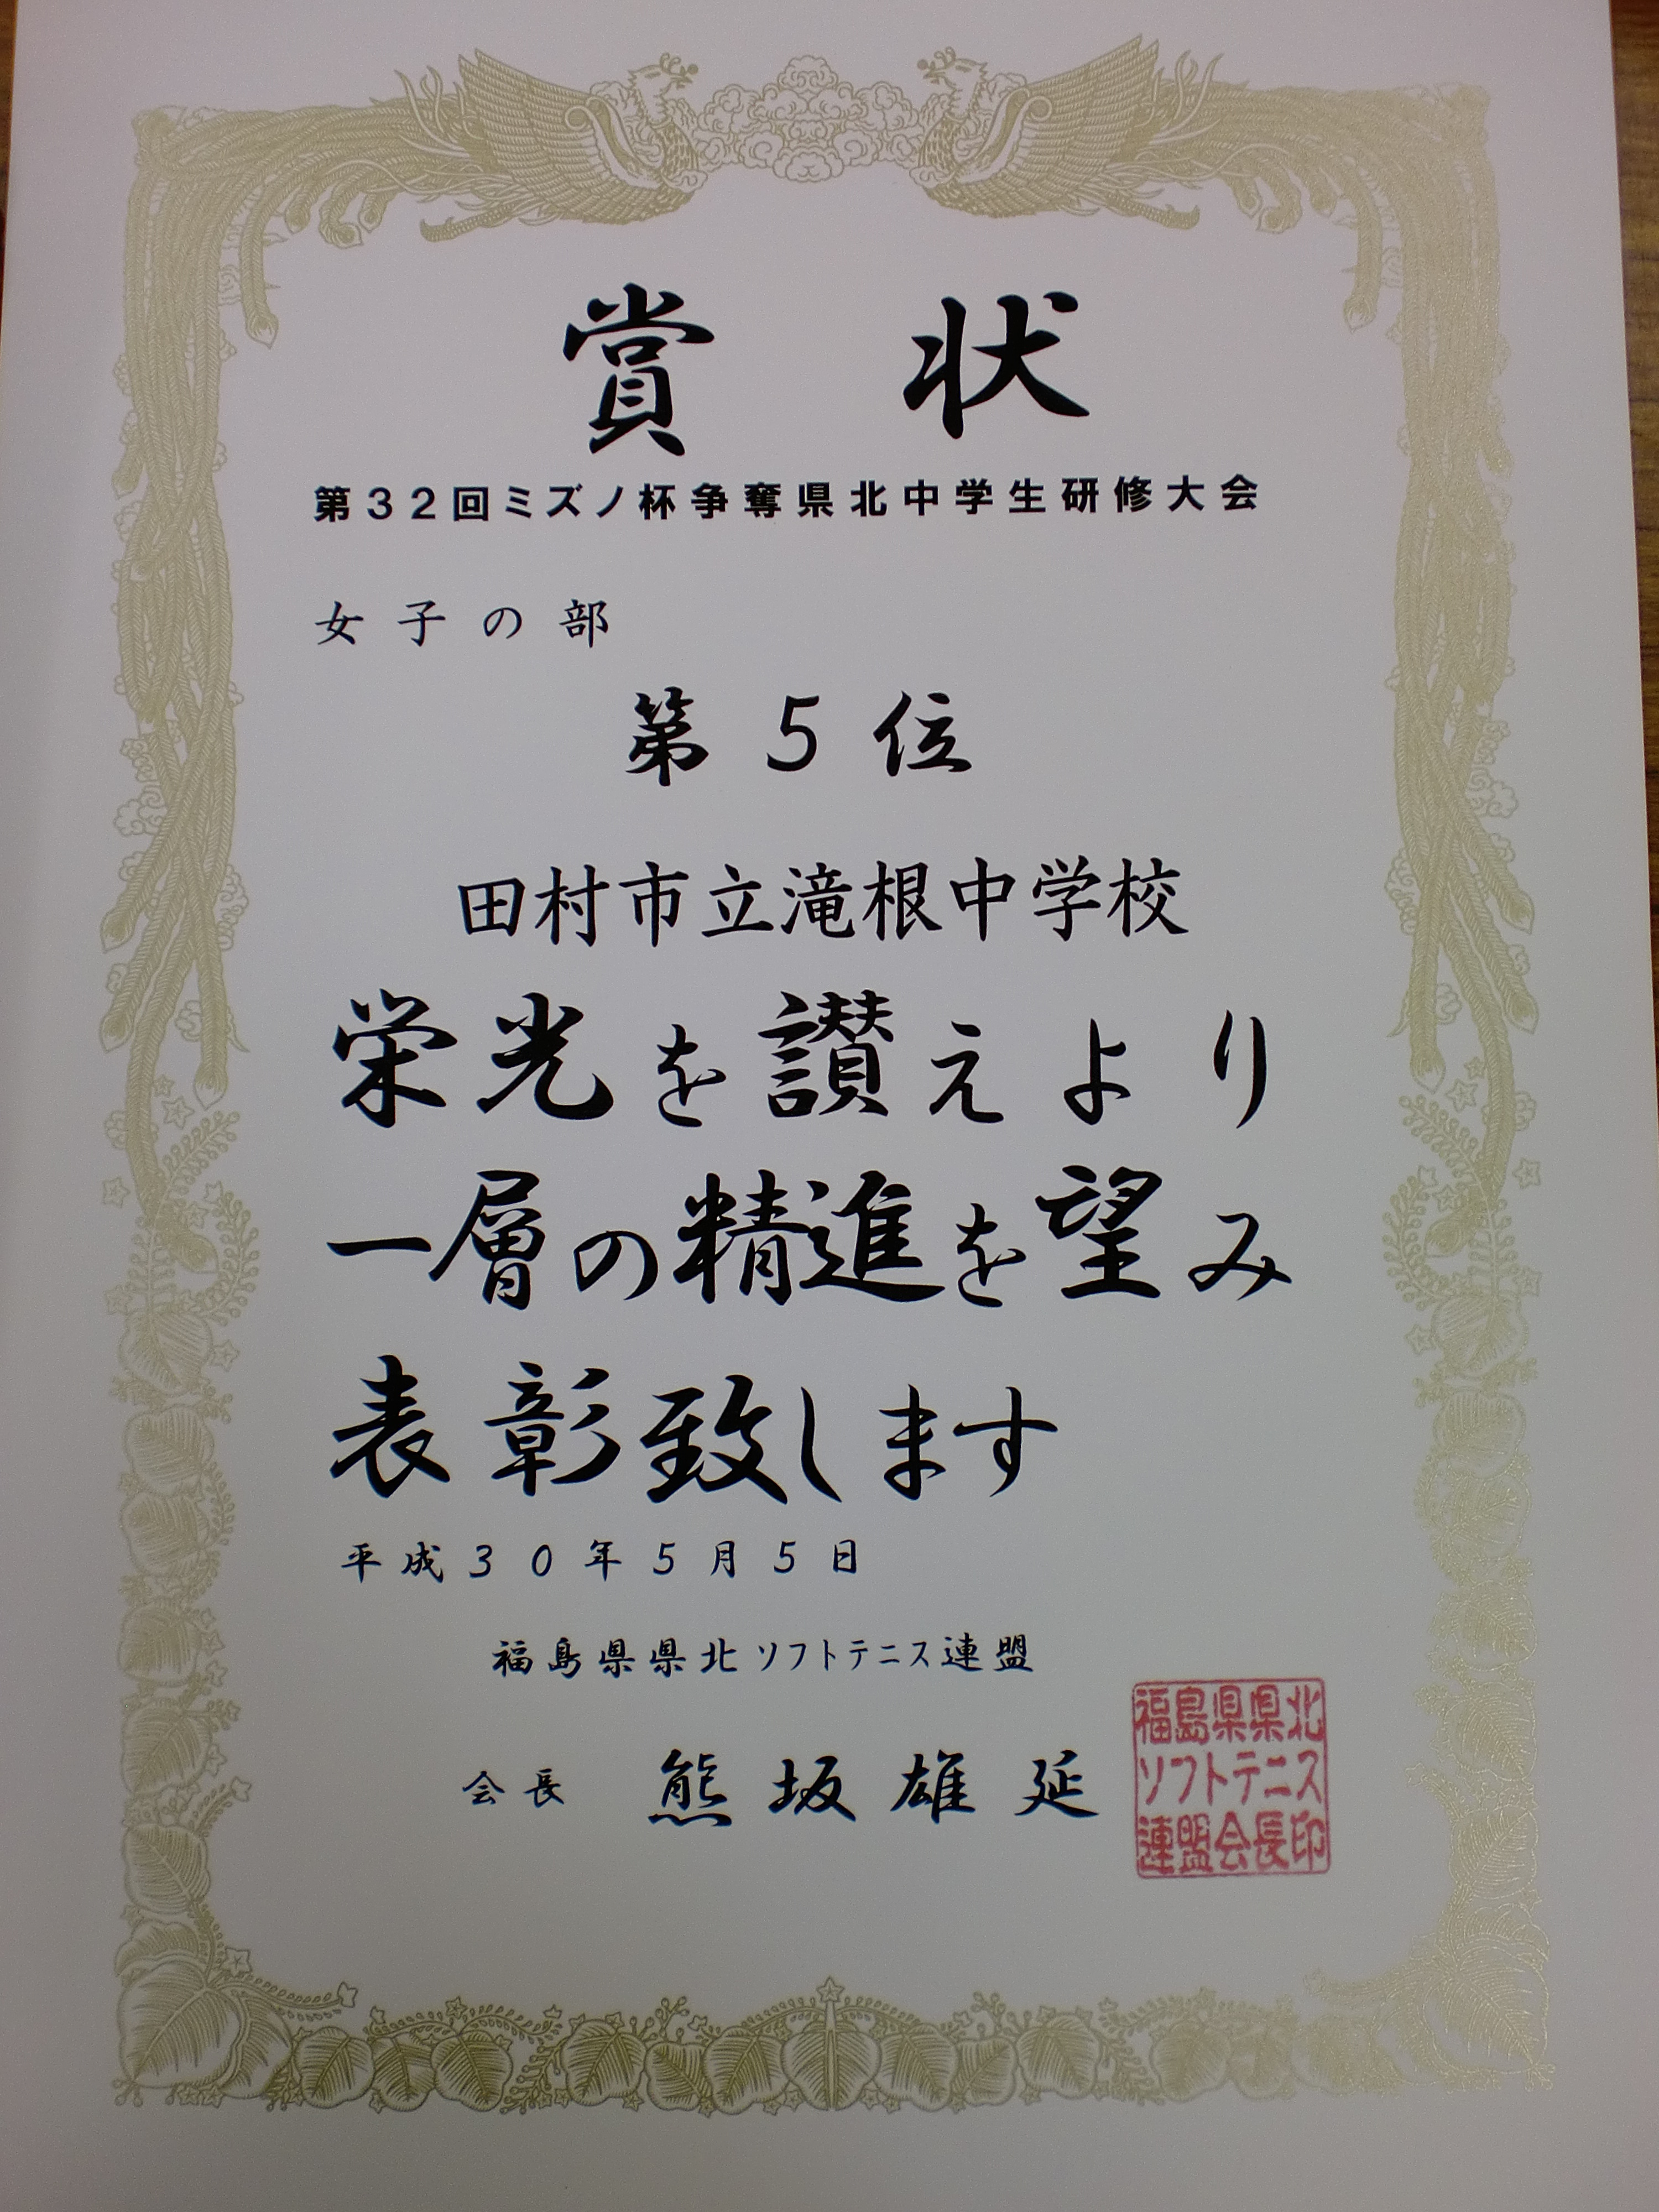 賞状
第32回ミズノ杯争奪県北中学生研修大会
女子の部
第5位
田村市立滝根中学校
栄光を讃えより
一層の精進を望み
表彰致します
平成30年5月5日
福島県県北ソフトテニス連盟
会長 熊坂雄延
福島県県北
ソフトテニス
連盟会長印